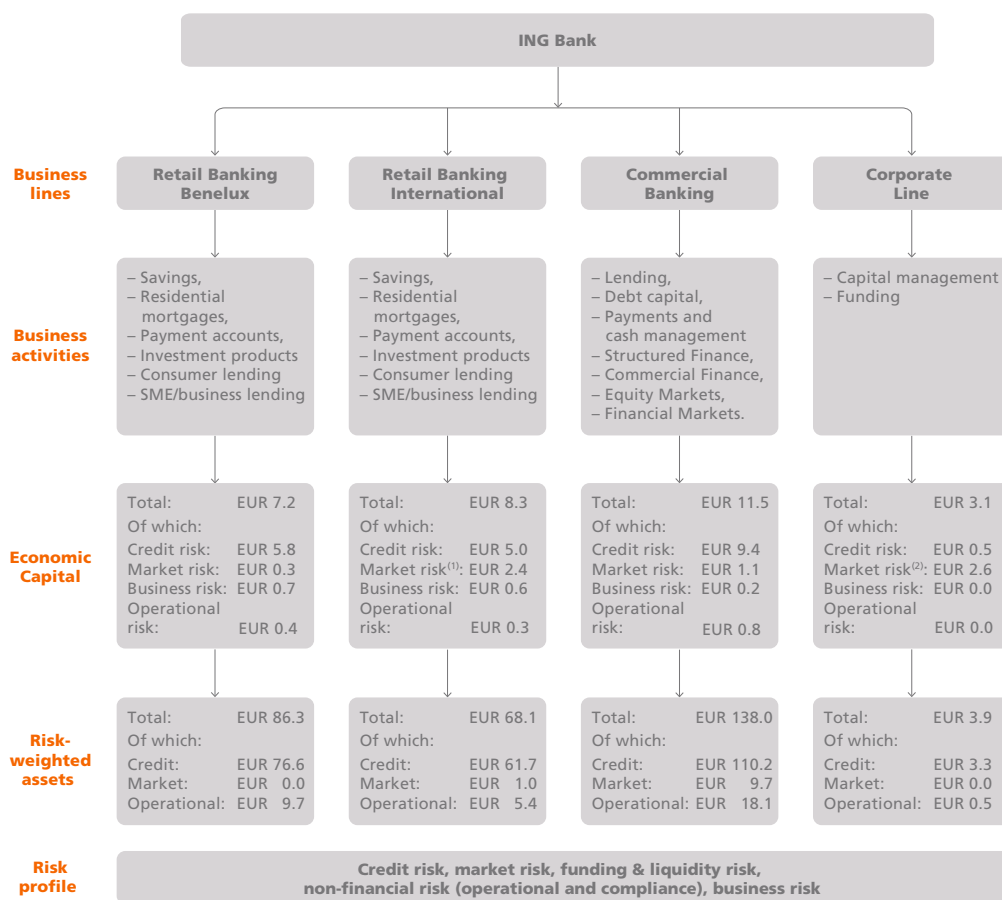 ING Bank
Business
lines
Retail Banking
Benelux
Retail Banking
International
Commercial
Banking
Corporate
Line
Business
activities
– Savings,
– Residential
mortgages,
– Payment accounts,
– Investment products
– Consumer lending
– SME/business lending
– Savings,
– Residential
mortgages,
– Payment accounts,
– Investment products
– Consumer lending
– SME/business lending
– Lending,
– Debt capital,
– Payments and
cash management
– Structured Finance,
– Commercial Finance,
– Equity Markets,
– Financial Markets.
– Capital management
– Funding
Economic
Capital
Total: EUR 7.2
Of which:
Credit risk: EUR 5.8
Market risk: EUR 0.3
Business risk: EUR 0.7
Operational
risk: EUR 0.4
Total: EUR 8.3
Of which:
Credit risk: EUR 5.0
Market risk(1): EUR 2.4
Business risk: EUR 0.6
Operational
risk: EUR 0.3
Total: EUR 11.5
Of which:
Credit risk: EUR 9.4
Market risk: EUR 1.1
Business risk: EUR 0.2
Operational
risk: EUR 0.8
Total: EUR 3.1
Of which:
Credit risk: EUR 0.5
Market risk(2): EUR 2.6
Business risk: EUR 0.0
Operational
risk: EUR 0.0
Risk-
weighted
assets
Total: EUR 86.3
Of which:
Credit: EUR 76.6
Market: EUR 0.0
Operational: EUR 9.7
Total: EUR 68.1
Of which:
Credit: EUR 61.7
Market: EUR 1.0
Operational: EUR 5.4
Total: EUR 138.0
Of which:
Credit: EUR 110.2
Market: EUR 9.7
Operational: EUR 18.1
Total: EUR 3.9
Of which:
Credit: EUR 3.3
Market: EUR 0.0
Operational: EUR 0.5
Risk
profile
Credit risk, market risk, funding & liquidity risk,
non-financial risk (operational and compliance), business risk